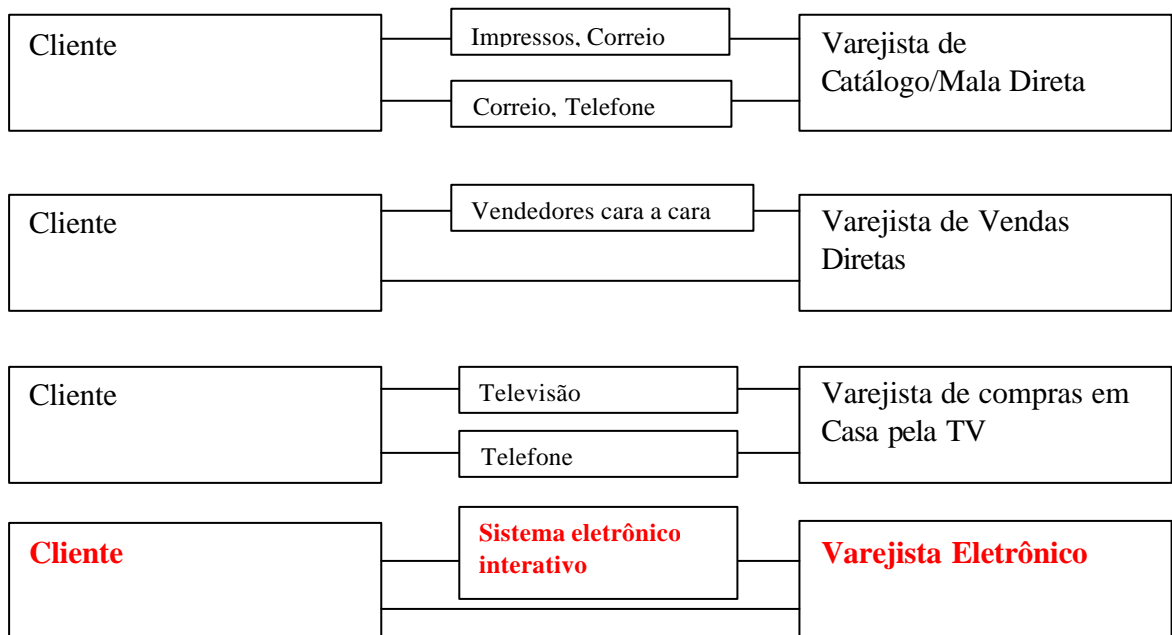 Cliente
Impressos, Correio
Varejista de
Catálogo/Mala Direta
Correio, Telefone
Cliente
Vendedores cara a cara
Varejista de Vendas
Diretas
Cliente
Televisão
Varejista de compras em
Casa pela TV
Telefone
Cliente
Sistema eletrônico
interativo
Varejista Eletrônico